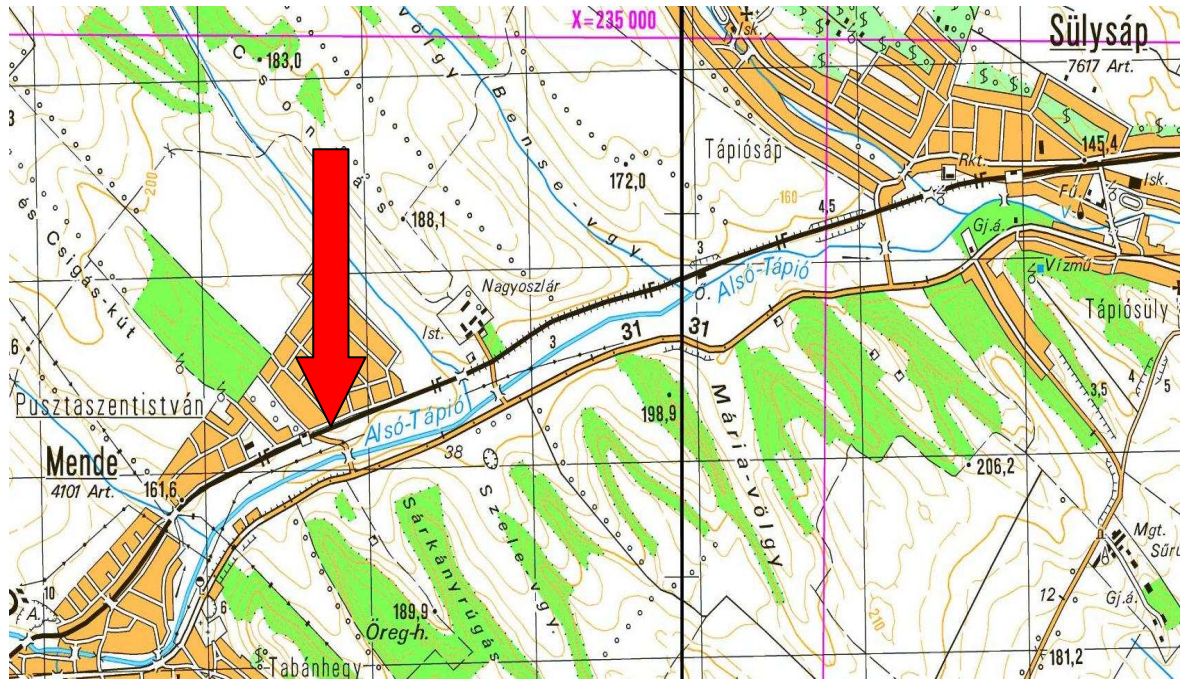 X=235 000
Sülysáp
7617 Art.
Isk.
183,0
Csontás
völgy
Bense-vgy.
Tápiósáp
145,4
Rkt.
172,0
200
160
4,5
Isk.
Fű.
V.
188,1
Gj.á.
Csigás-kút
3
Nagyoszlár
Alsó-Tápió
Vízmű
Ő.
Ist.
3
31
31
Tápiósüly
3,5
4
5
Pusztaszentistván
Alsó-Tápió
198,9
Mária-völgy
Mende
38
4101 Art.
161,6
206,2
Sárkányrúgás
Szele vgy.
Mgt.
10
6
189,9
Öreg-h.
12
Gj.á.
210
Tabánhegy
181,2